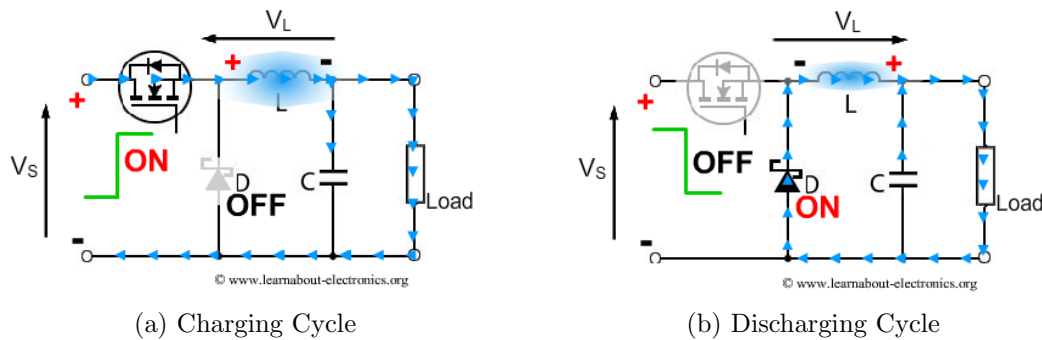 V_L
+
-
+
L
V_S
ON
D
OFF
C
Load
-
© www.learnabout-electronics.org
(a) Charging Cycle
V_L
-
+
+
L
V_S
OFF
D
ON
C
Load
-
© www.learnabout-electronics.org
(b) Discharging Cycle